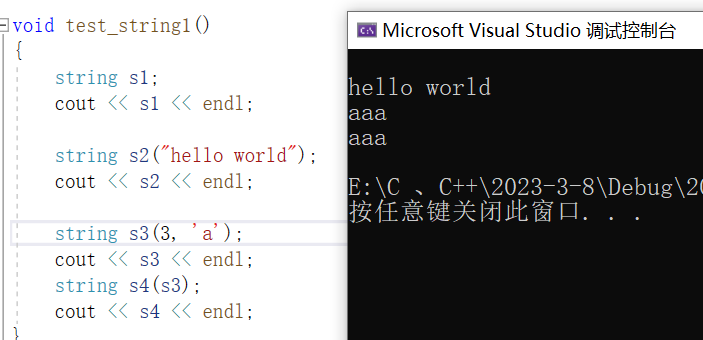 void test_string1()
{
string s1;
cout << s1 << endl;
string s2("hello world");
cout << s2 << endl;
string s3(3, 'a');
cout << s3 << endl;
string s4(s3);
cout << s4 << endl;
}
Microsoft Visual Studio 调试控制台
hello world
aaa
aaa
E:\C 、C++\2023-3-8\Debug\20
按任意键关闭此窗口. . .